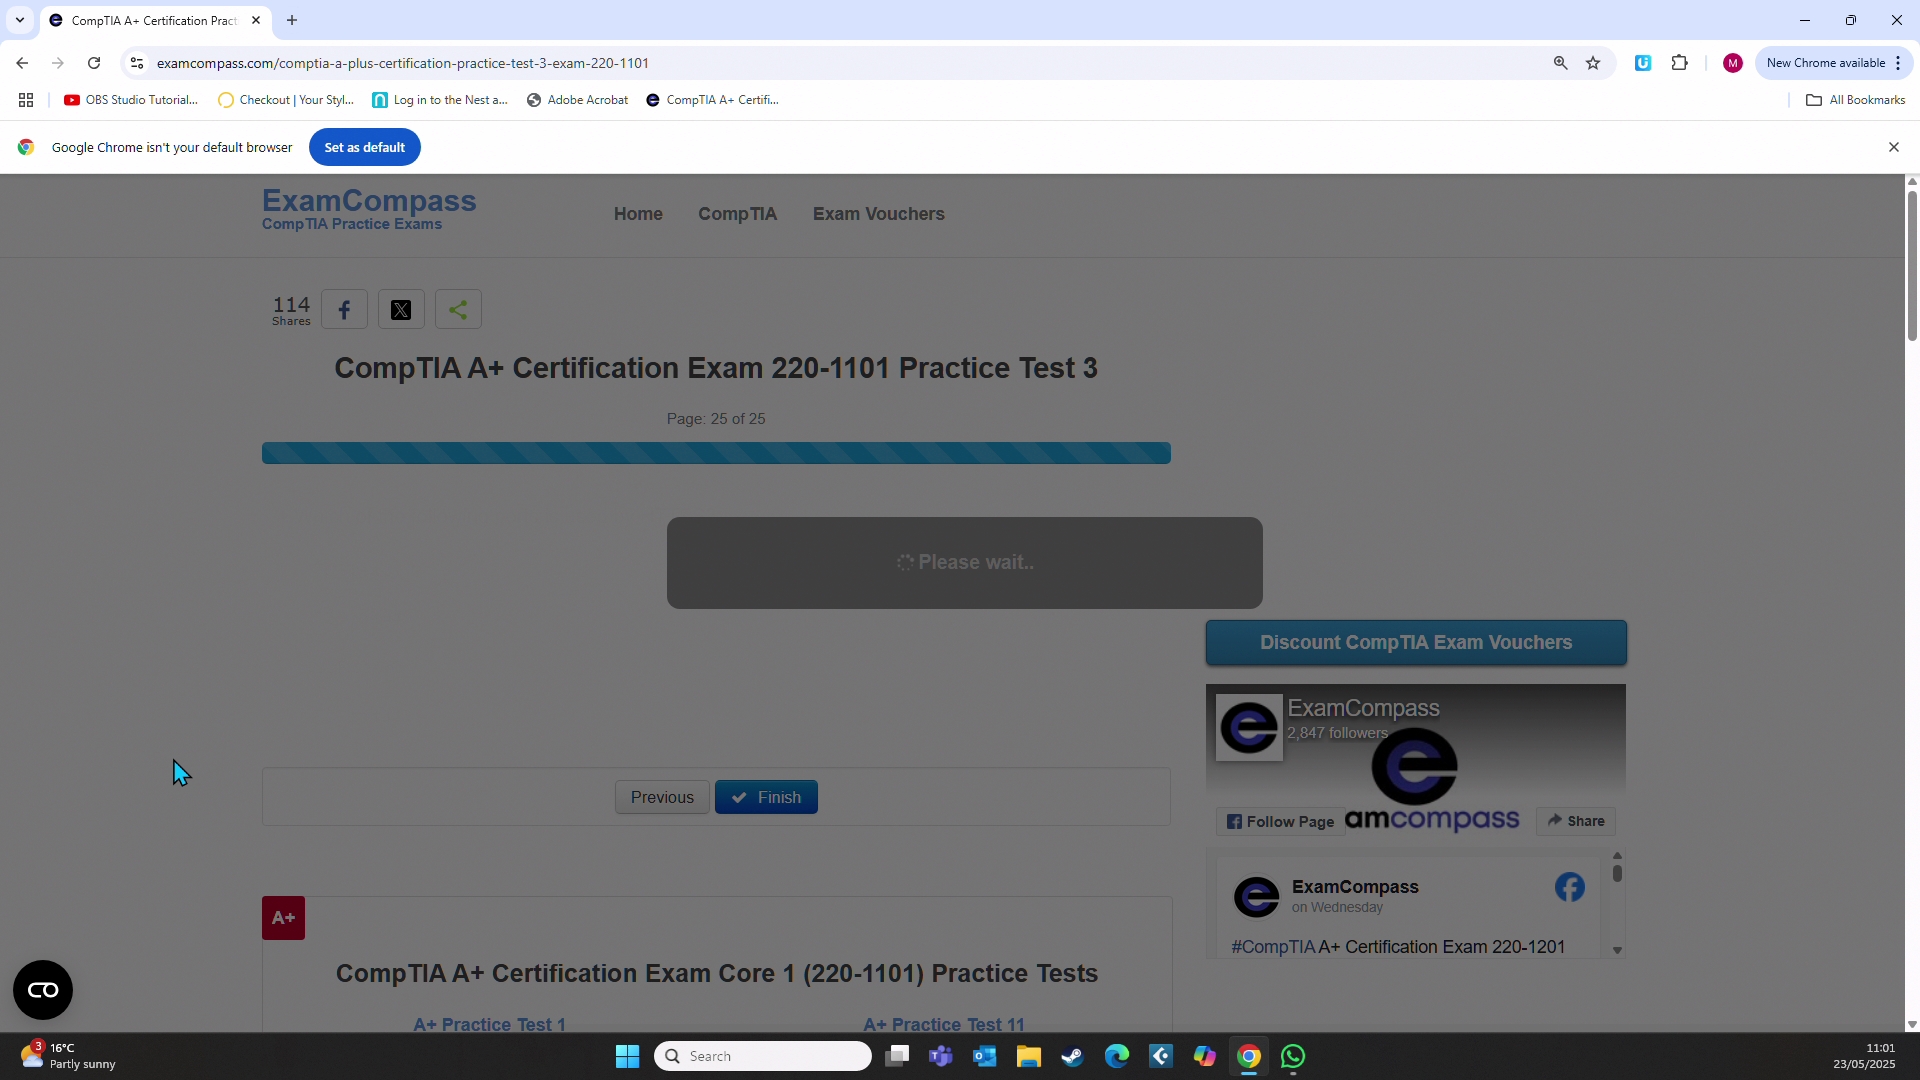 CompTIA A+ Certification Pract
examcompass.com/comptia-a-plus-certification-practice-test-3-exam-220-1101
M
New Chrome available
OBS Studio Tutorial...
Checkout | Your Styl...
Log in to the Nest a...
Adobe Acrobat
CompTIA A+ Certifi...
All Bookmarks
Google Chrome isn't your default browser
Set as default
ExamCompass
CompTIA Practice Exams
Home
CompTIA
Exam Vouchers
114
Shares
CompTIA A+ Certification Exam 220-1101 Practice Test 3
Page: 25 of 25
Please wait..
Discount CompTIA Exam Vouchers
ExamCompass
2,847 followers
Follow Page
amcompass
Share
Previous
Finish
ExamCompass
on Wednesday
#CompTIA A+ Certification Exam 220-1201
A+
CompTIA A+ Certification Exam Core 1 (220-1101) Practice Tests
A+ Practice Test 1
A+ Practice Test 11
3
16°C
Partly sunny
Search
11:01
23/05/2025